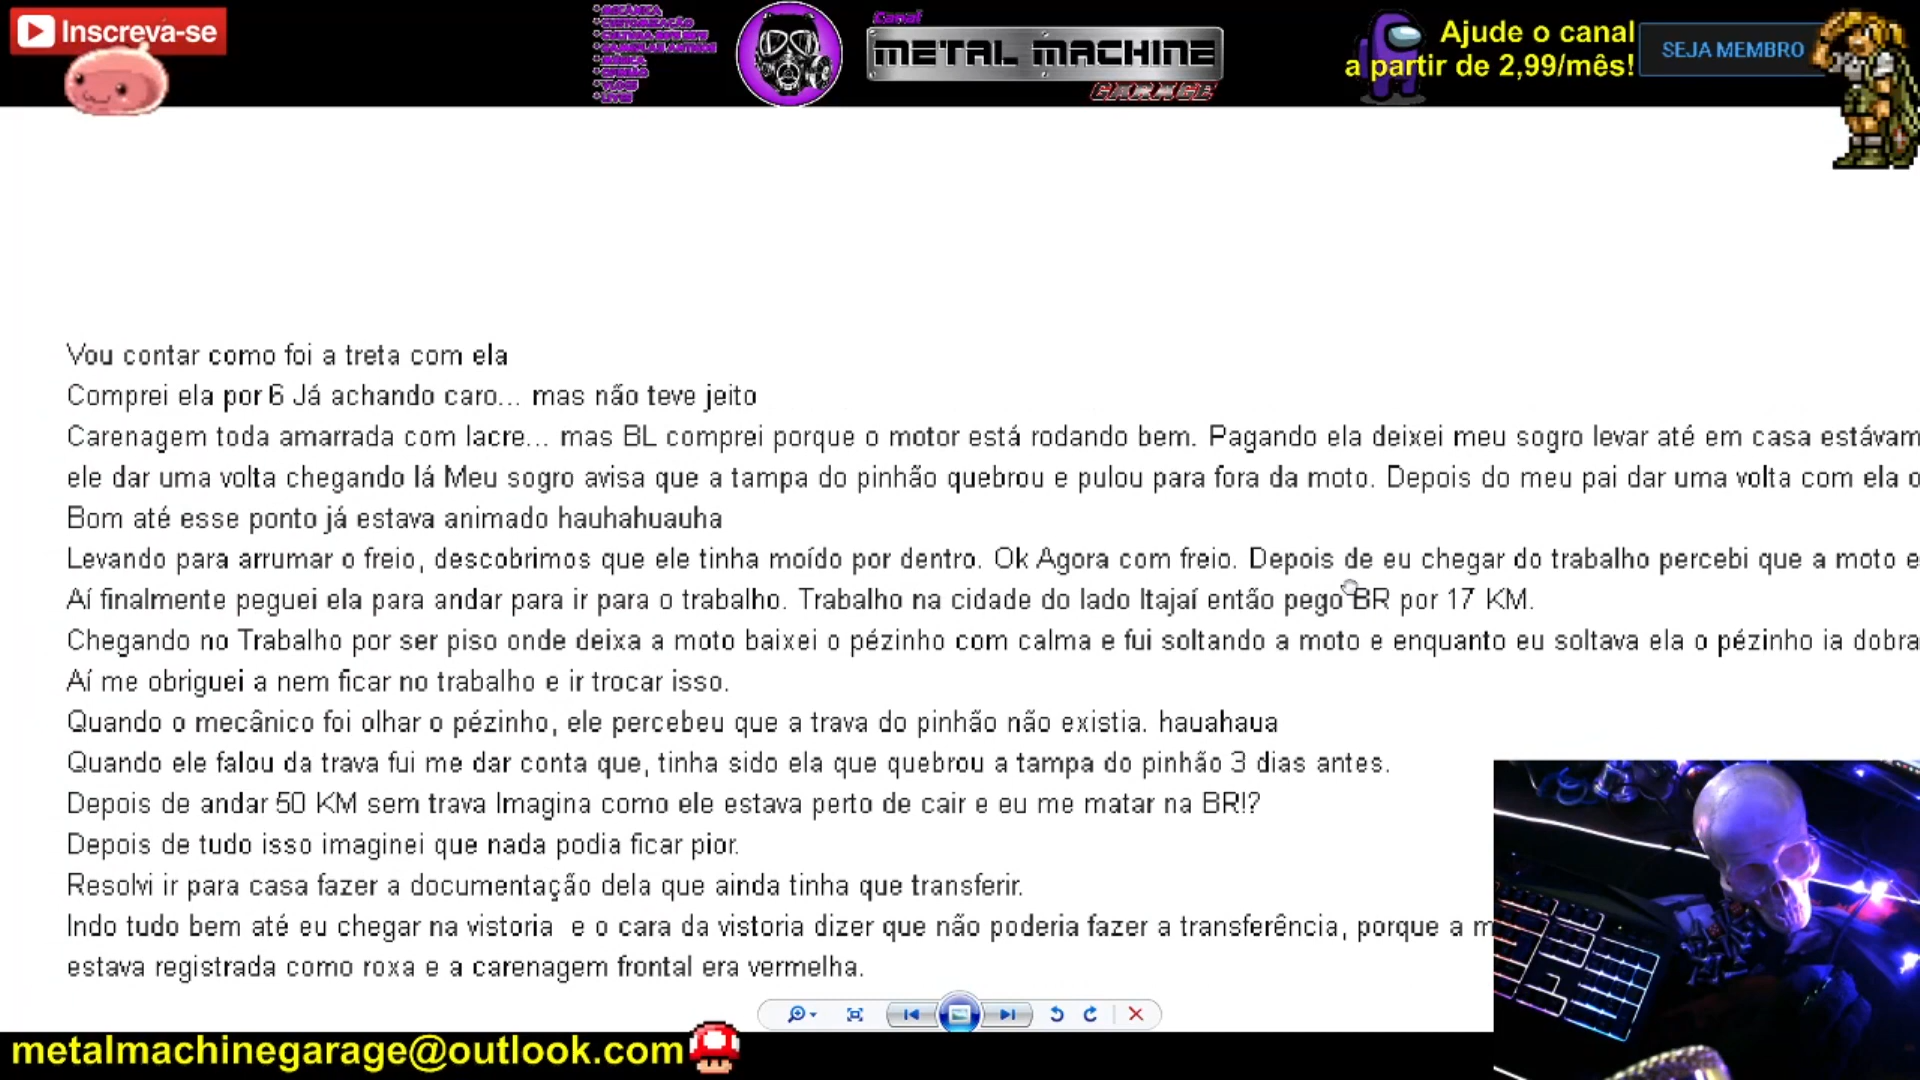 Inscreva-se
* MECÂNICA
* CUSTOMIZAÇÃO
* MÚSICA
* OPINIÃO
* VLOGS
* LIVES
Canal
METAL MACHINE
GARAGE
Ajude o canal
a partir de 2,99/mês!
SEJA MEMBRO
Vou contar como foi a treta com ela
Comprei ela por 6 Já achando caro... mas não teve jeito
Carenagem toda amarrada com lacre... mas BL comprei porque o motor está rodando bem. Pagando ela deixei meu sogro levar até em casa estávam
ele dar uma volta chegando lá Meu sogro avisa que a tampa do pinhão quebrou e pulou para fora da moto. Depois do meu pai dar uma volta com ela o
Bom até esse ponto já estava animado hauhahuauha
Levando para arrumar o freio, descobrimos que ele tinha moído por dentro. Ok Agora com freio. Depois de eu chegar do trabalho percebi que a moto e
Aí finalmente peguei ela para andar para ir para o trabalho. Trabalho na cidade do lado Itajaí então pego BR por 17 KM.
Chegando no Trabalho por ser piso onde deixa a moto baixei o pézinho com calma e fui soltando a moto e enquanto eu soltava ela o pézinho ia dobra
Aí me obriguei a nem ficar no trabalho e ir trocar isso.
Quando o mecânico foi olhar o pézinho, ele percebeu que a trava do pinhão não existia. hauahaua
Quando ele falou da trava fui me dar conta que, tinha sido ela que quebrou a tampa do pinhão 3 dias antes.
Depois de andar 50 KM sem trava Imagina como ele estava perto de cair e eu me matar na BR!?
Depois de tudo isso imaginei que nada podia ficar pior.
Resolvi ir para casa fazer a documentação dela que ainda tinha que transferir.
Indo tudo bem até eu chegar na vistoria  e o cara da vistoria dizer que não poderia fazer a transferência, porque a m
estava registrada como roxa e a carenagem frontal era vermelha.
metalmachinegarage@outlook.com